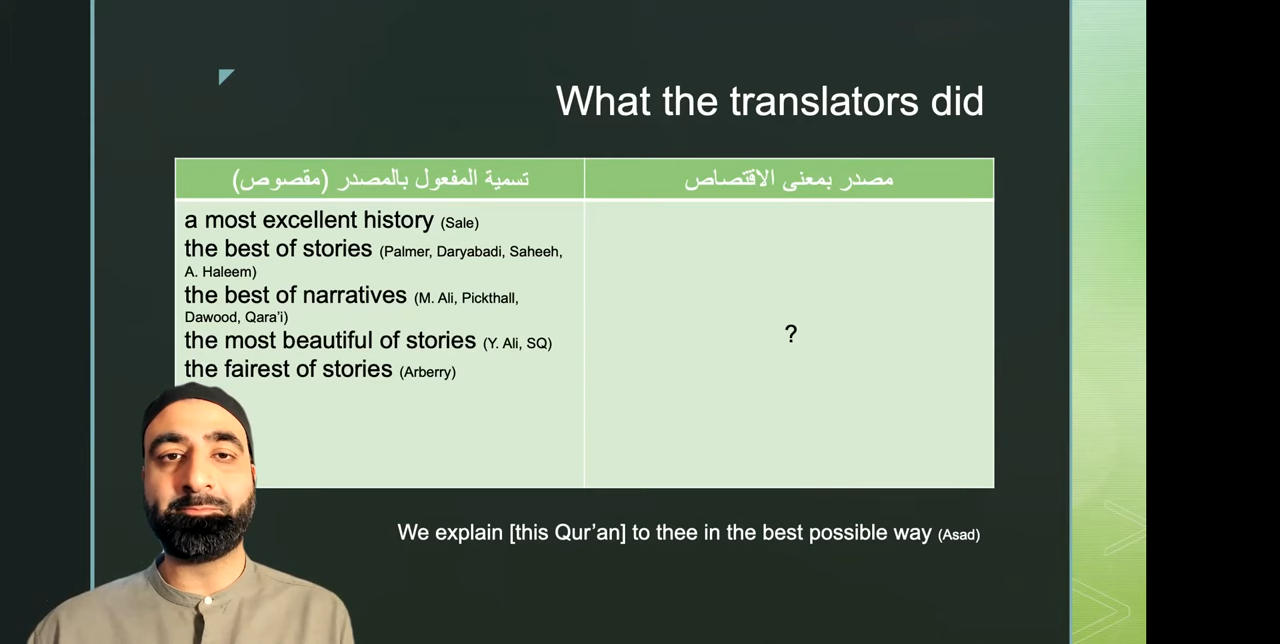 What the translators did
تسمية المفعول بالمصدر (مقصوص)
مصدر بمعنى الاقتصاص
a most excellent history (Sale)
the best of stories (Palmer, Daryabadi, Saheeh,
A. Haleem)
the best of narratives (M. Ali, Pickthall,
Dawood, Qara’i)
the most beautiful of stories (Y. Ali, SQ)
the fairest of stories (Arberry)
?
We explain [this Qur’an] to thee in the best possible way (Asad)